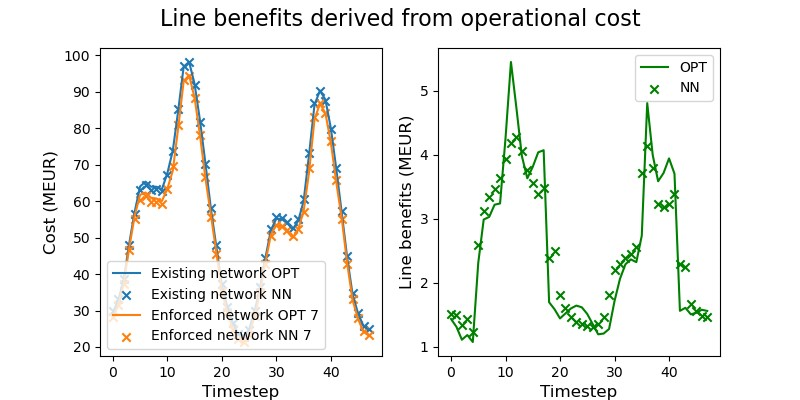 Line benefits derived from operational cost
Cost (MEUR)
100
90
80
70
60
50
40
30
20
0
10
20
30
40
Timestep
Existing network OPT
Existing network NN
Enforced network OPT 7
Enforced network NN 7
Line benefits (MEUR)
5
4
3
2
1
0
10
20
30
40
Timestep
OPT
NN